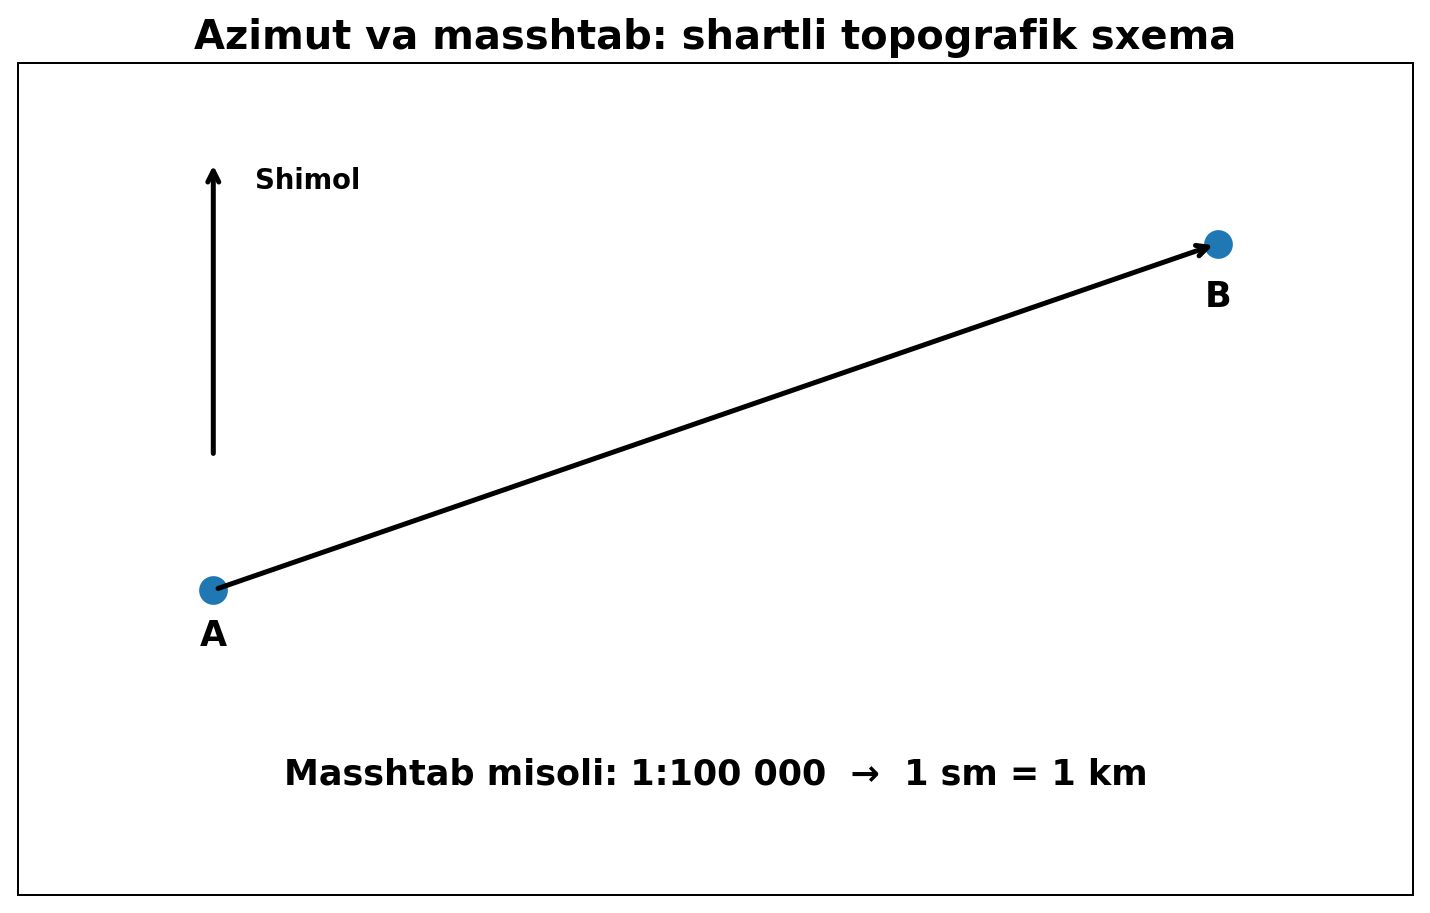 Azimut va masshtab: shartli topografik sxema
Shimol
B
A
Masshtab misoli: 1:100 000 → 1 sm = 1 km